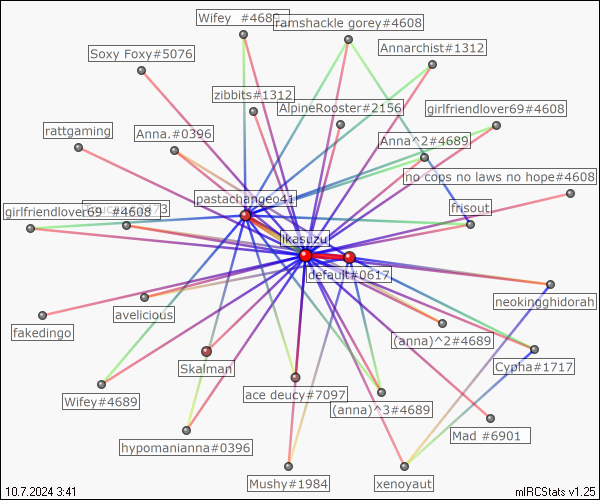 Wifey #4689
ramshackle gorey#4608
Annarchist#1312
Soxy Foxy#5076
zibbits#1312
AlpineRooster#2156
girlfriendlover69#4608
rattgaming
Anna.#0396
Anna^2#4689
no cops no laws no hope#4608
pastachangeo41
girlfriendlover69 #4608
frisout
ikasuzu
default#0617
neokingghidorah
avelicious
fakedingo
(anna)^2#4689
Skalman
Cypha#1717
Wifey#4689
ace deucy#7097
(anna)^3#4689
hypomanianna#0396
Mad #6901
Mushy#1984
xenoyaut
10.7.2024 3:41
mIRCStats v1.25